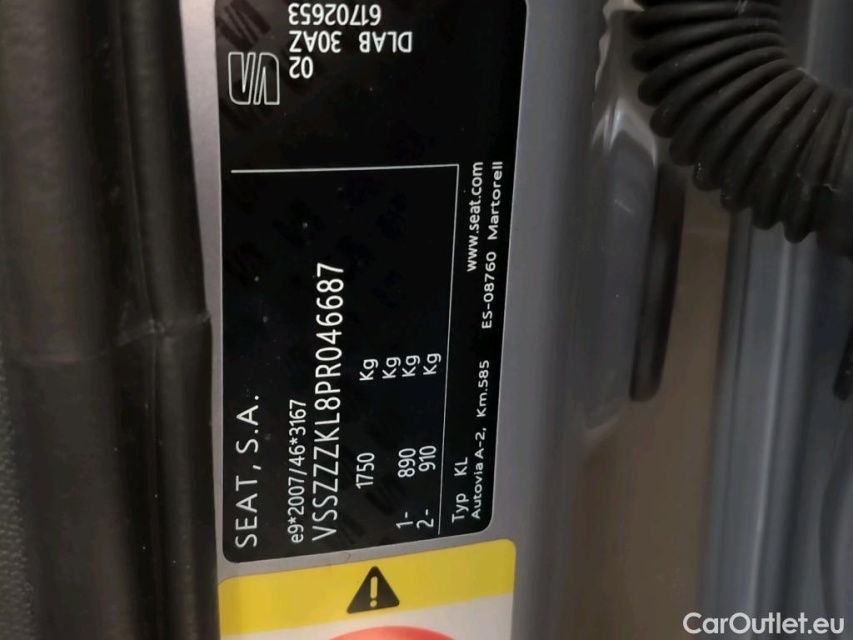 SEAT, S.A.
e9*2007/46*3167
VSSZZZKL8PR046687
1750 Kg
Kg
1- 890 Kg
2- 910 Kg
Typ KL
www.seat.com
Autovia A-2, Km.585 ES-08760 Martorell
02
30AZ DLAB
61702653
CarOutlet.eu